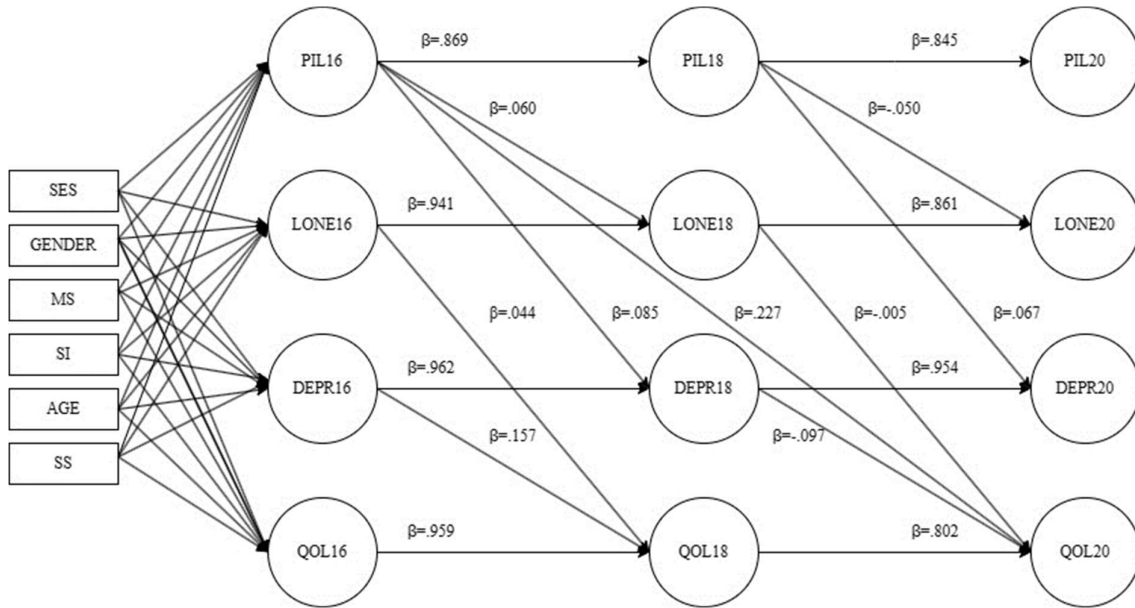 β=.869
β=.845
PIL16
PIL18
PIL20
β=.060
β=-.050
SES
GENDER
MS
SI
AGE
SS
β=.941
β=.861
LONE16
LONE18
LONE20
β=.044
β=.085
β=.227
β=-.005
β=.067
β=.962
β=.954
DEPR16
DEPR18
DEPR20
β=.157
β=-.097
β=.959
β=.802
QOL16
QOL18
QOL20